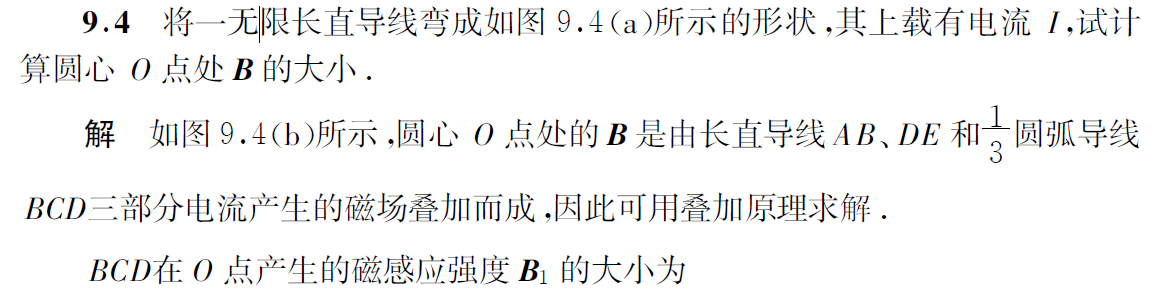 9.4 将一无限长直导线弯成如图 9.4(a)所示的形状,其上载有电流 I,试计
算圆心 O 点处 B 的大小.
解 如图 9.4(b)所示,圆心 O 点处的 B 是由长直导线 AB、DE 和 1/3 圆弧导线
BCD三部分电流产生的磁场叠加而成,因此可用叠加原理求解.
BCD在 O 点产生的磁感应强度 B₁ 的大小为